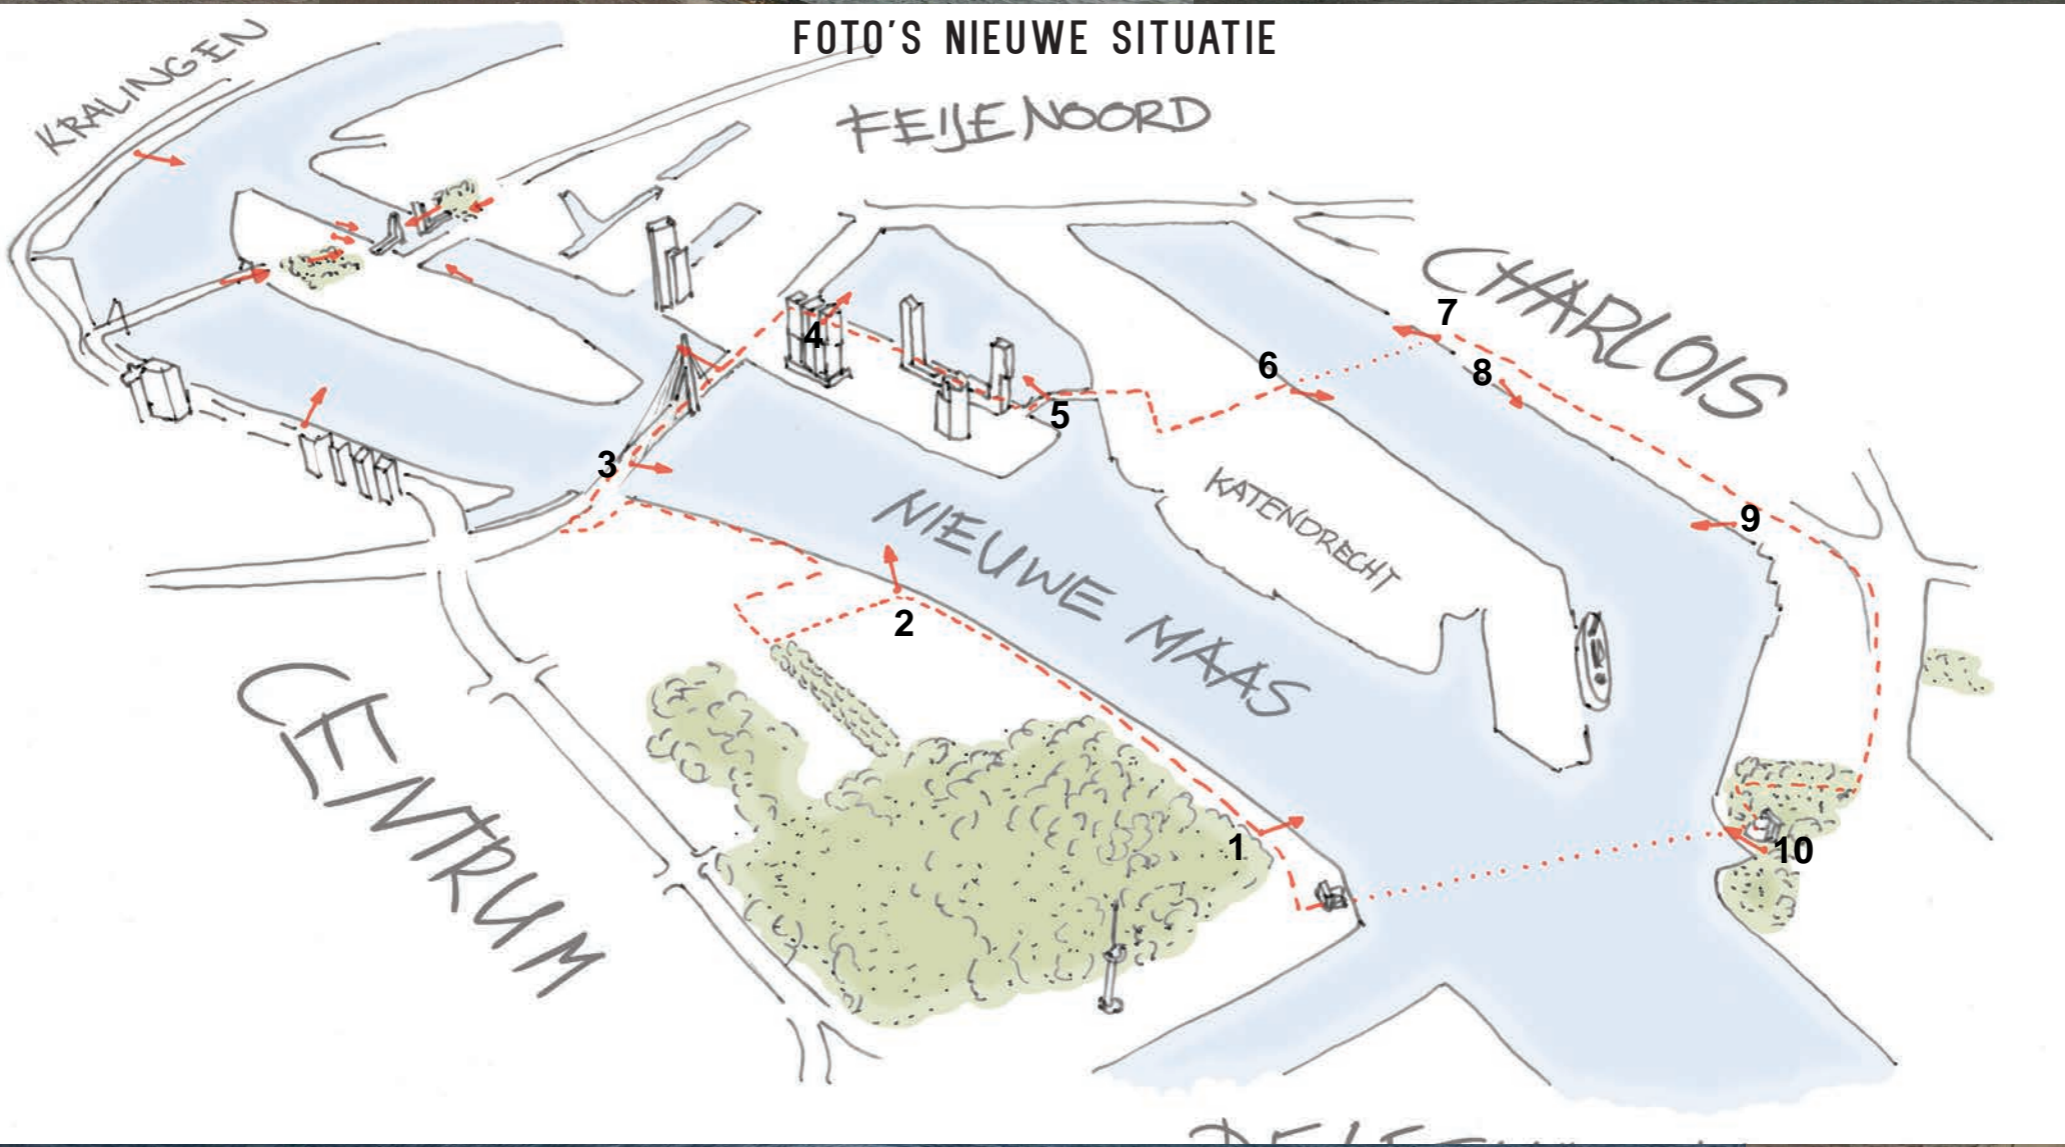 FOTO'S NIEUWE SITUATIE
KRALINGEN
FEIJENOORD
CHARLOIS
7
4
6
8
5
3
KATENDRECHT
9
NIEUWE MAAS
2
CENTRUM
1
10